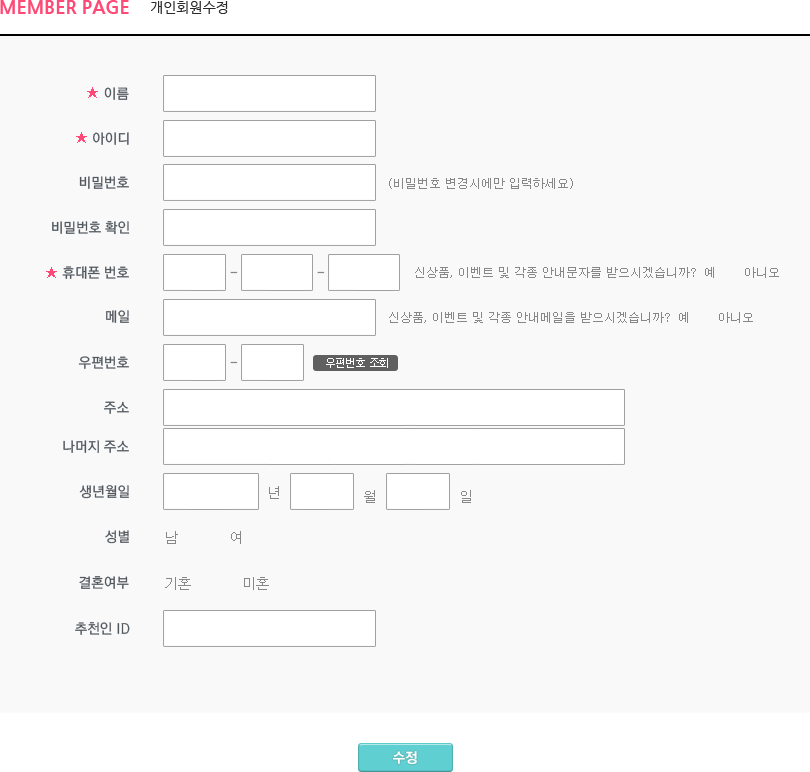 MEMBER PAGE 개인회원수정
★ 이름
★ 아이디
비밀번호 (비밀번호 변경시에만 입력하세요)
비밀번호 확인
★ 휴대폰 번호 - - 신상품, 이벤트 및 각종 안내문자를 받으시겠습니까? 예 아니오
메일 신상품, 이벤트 및 각종 안내메일을 받으시겠습니까? 예 아니오
우편번호 - 우편번호 조회
주소
나머지 주소
생년월일 년 월 일
성별 남 여
결혼여부 기혼 미혼
추천인 ID
수정